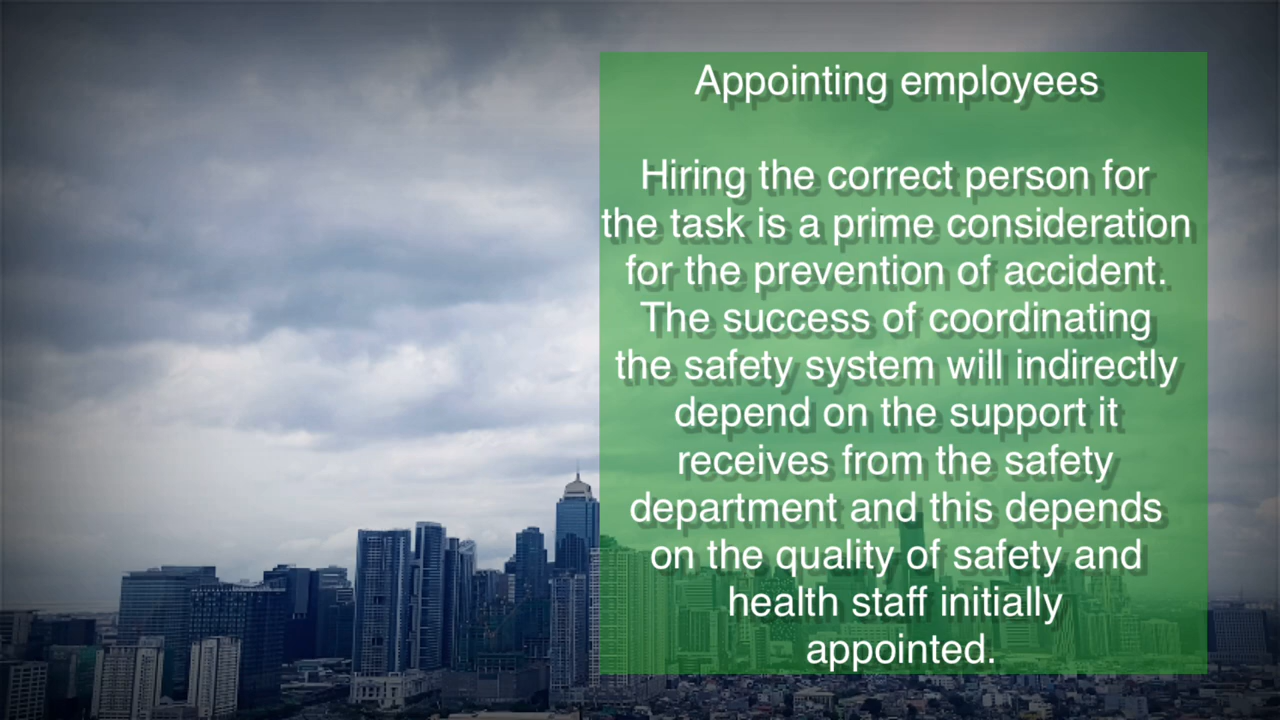 Appointing employees
Hiring the correct person for
the task is a prime consideration
for the prevention of accident.
The success of coordinating
the safety system will indirectly
depend on the support it
receives from the safety
department and this depends
on the quality of safety and
health staff initially
appointed.